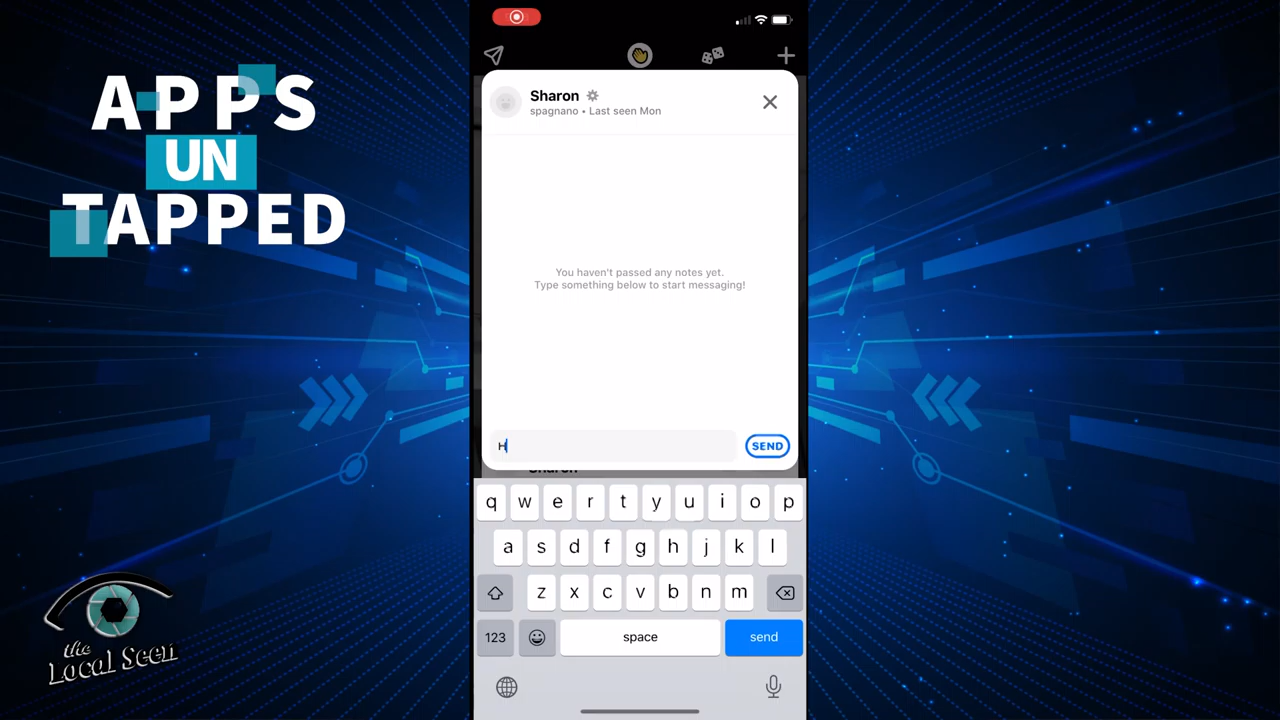 APPS
UN
TAPPED
the
Local Seen
Sharon
spagnano • Last seen Mon
You haven't passed any notes yet.
Type something below to start messaging!
H
SEND
Sharon
q w e r t y u i o p
a s d f g h j k l
z x c v b n m
123 space send